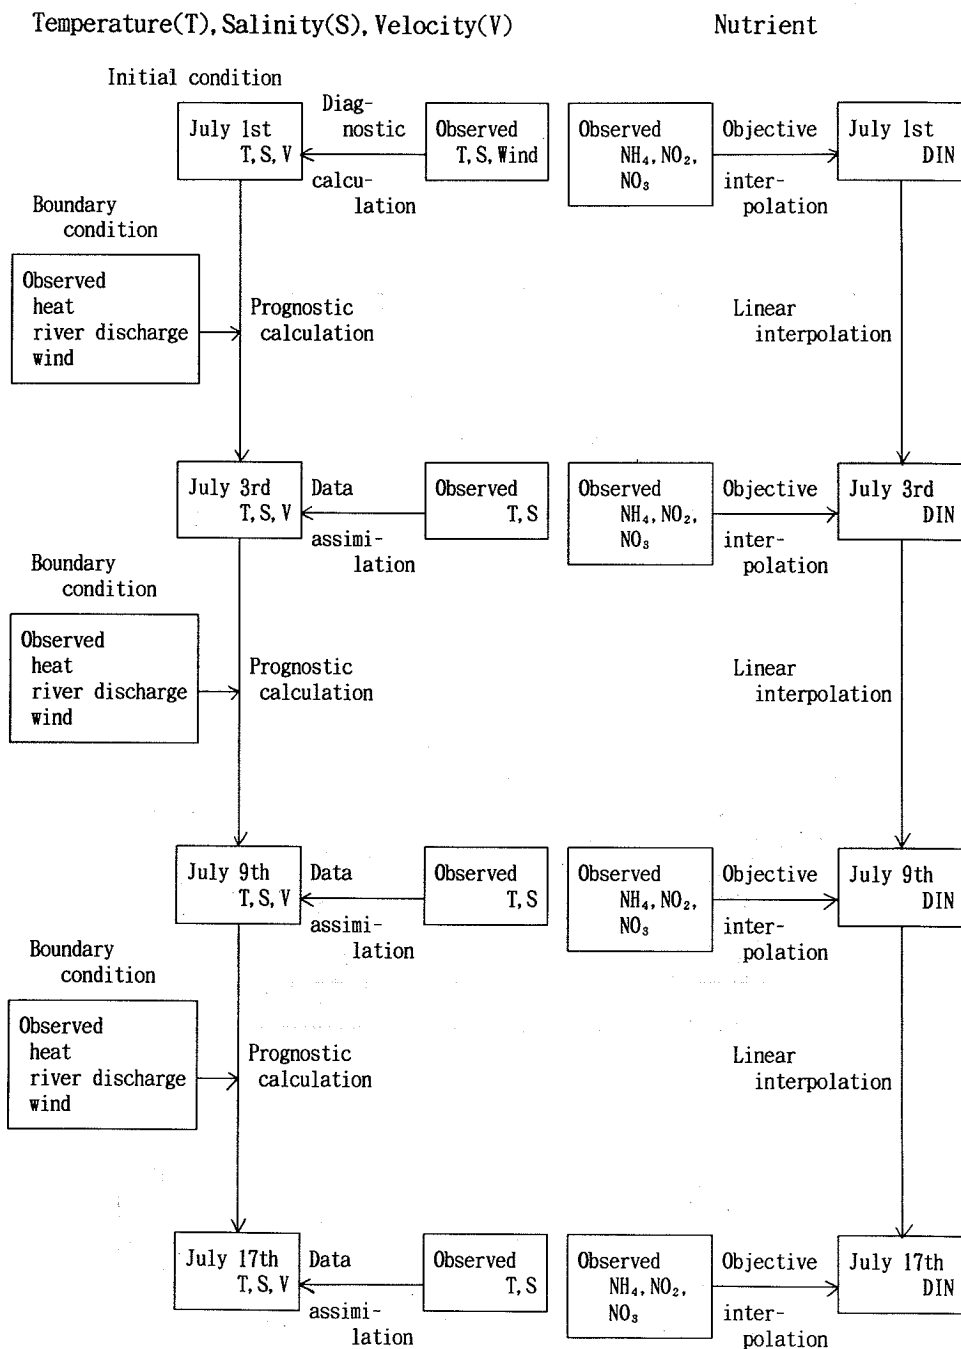 Temperature(T), Salinity(S), Velocity(V)
Nutrient
Initial condition
July 1st
T, S, V
Diag-
nostic
calcu-
lation
Observed
T, S, Wind
Observed
NH₄, NO₂,
NO₃
Objective
inter-
polation
July 1st
DIN
Boundary
condition
Observed
heat
river discharge
wind
Prognostic
calculation
Linear
interpolation
July 3rd
T, S, V
Data
assimi-
lation
Observed
T, S
Observed
NH₄, NO₂,
NO₃
Objective
inter-
polation
July 3rd
DIN
Boundary
condition
Observed
heat
river discharge
wind
Prognostic
calculation
Linear
interpolation
July 9th
T, S, V
Data
assimi-
lation
Observed
T, S
Observed
NH₄, NO₂,
NO₃
Objective
inter-
polation
July 9th
DIN
Boundary
condition
Observed
heat
river discharge
wind
Prognostic
calculation
Linear
interpolation
July 17th
T, S, V
Data
assimi-
lation
Observed
T, S
Observed
NH₄, NO₂,
NO₃
Objective
inter-
polation
July 17th
DIN